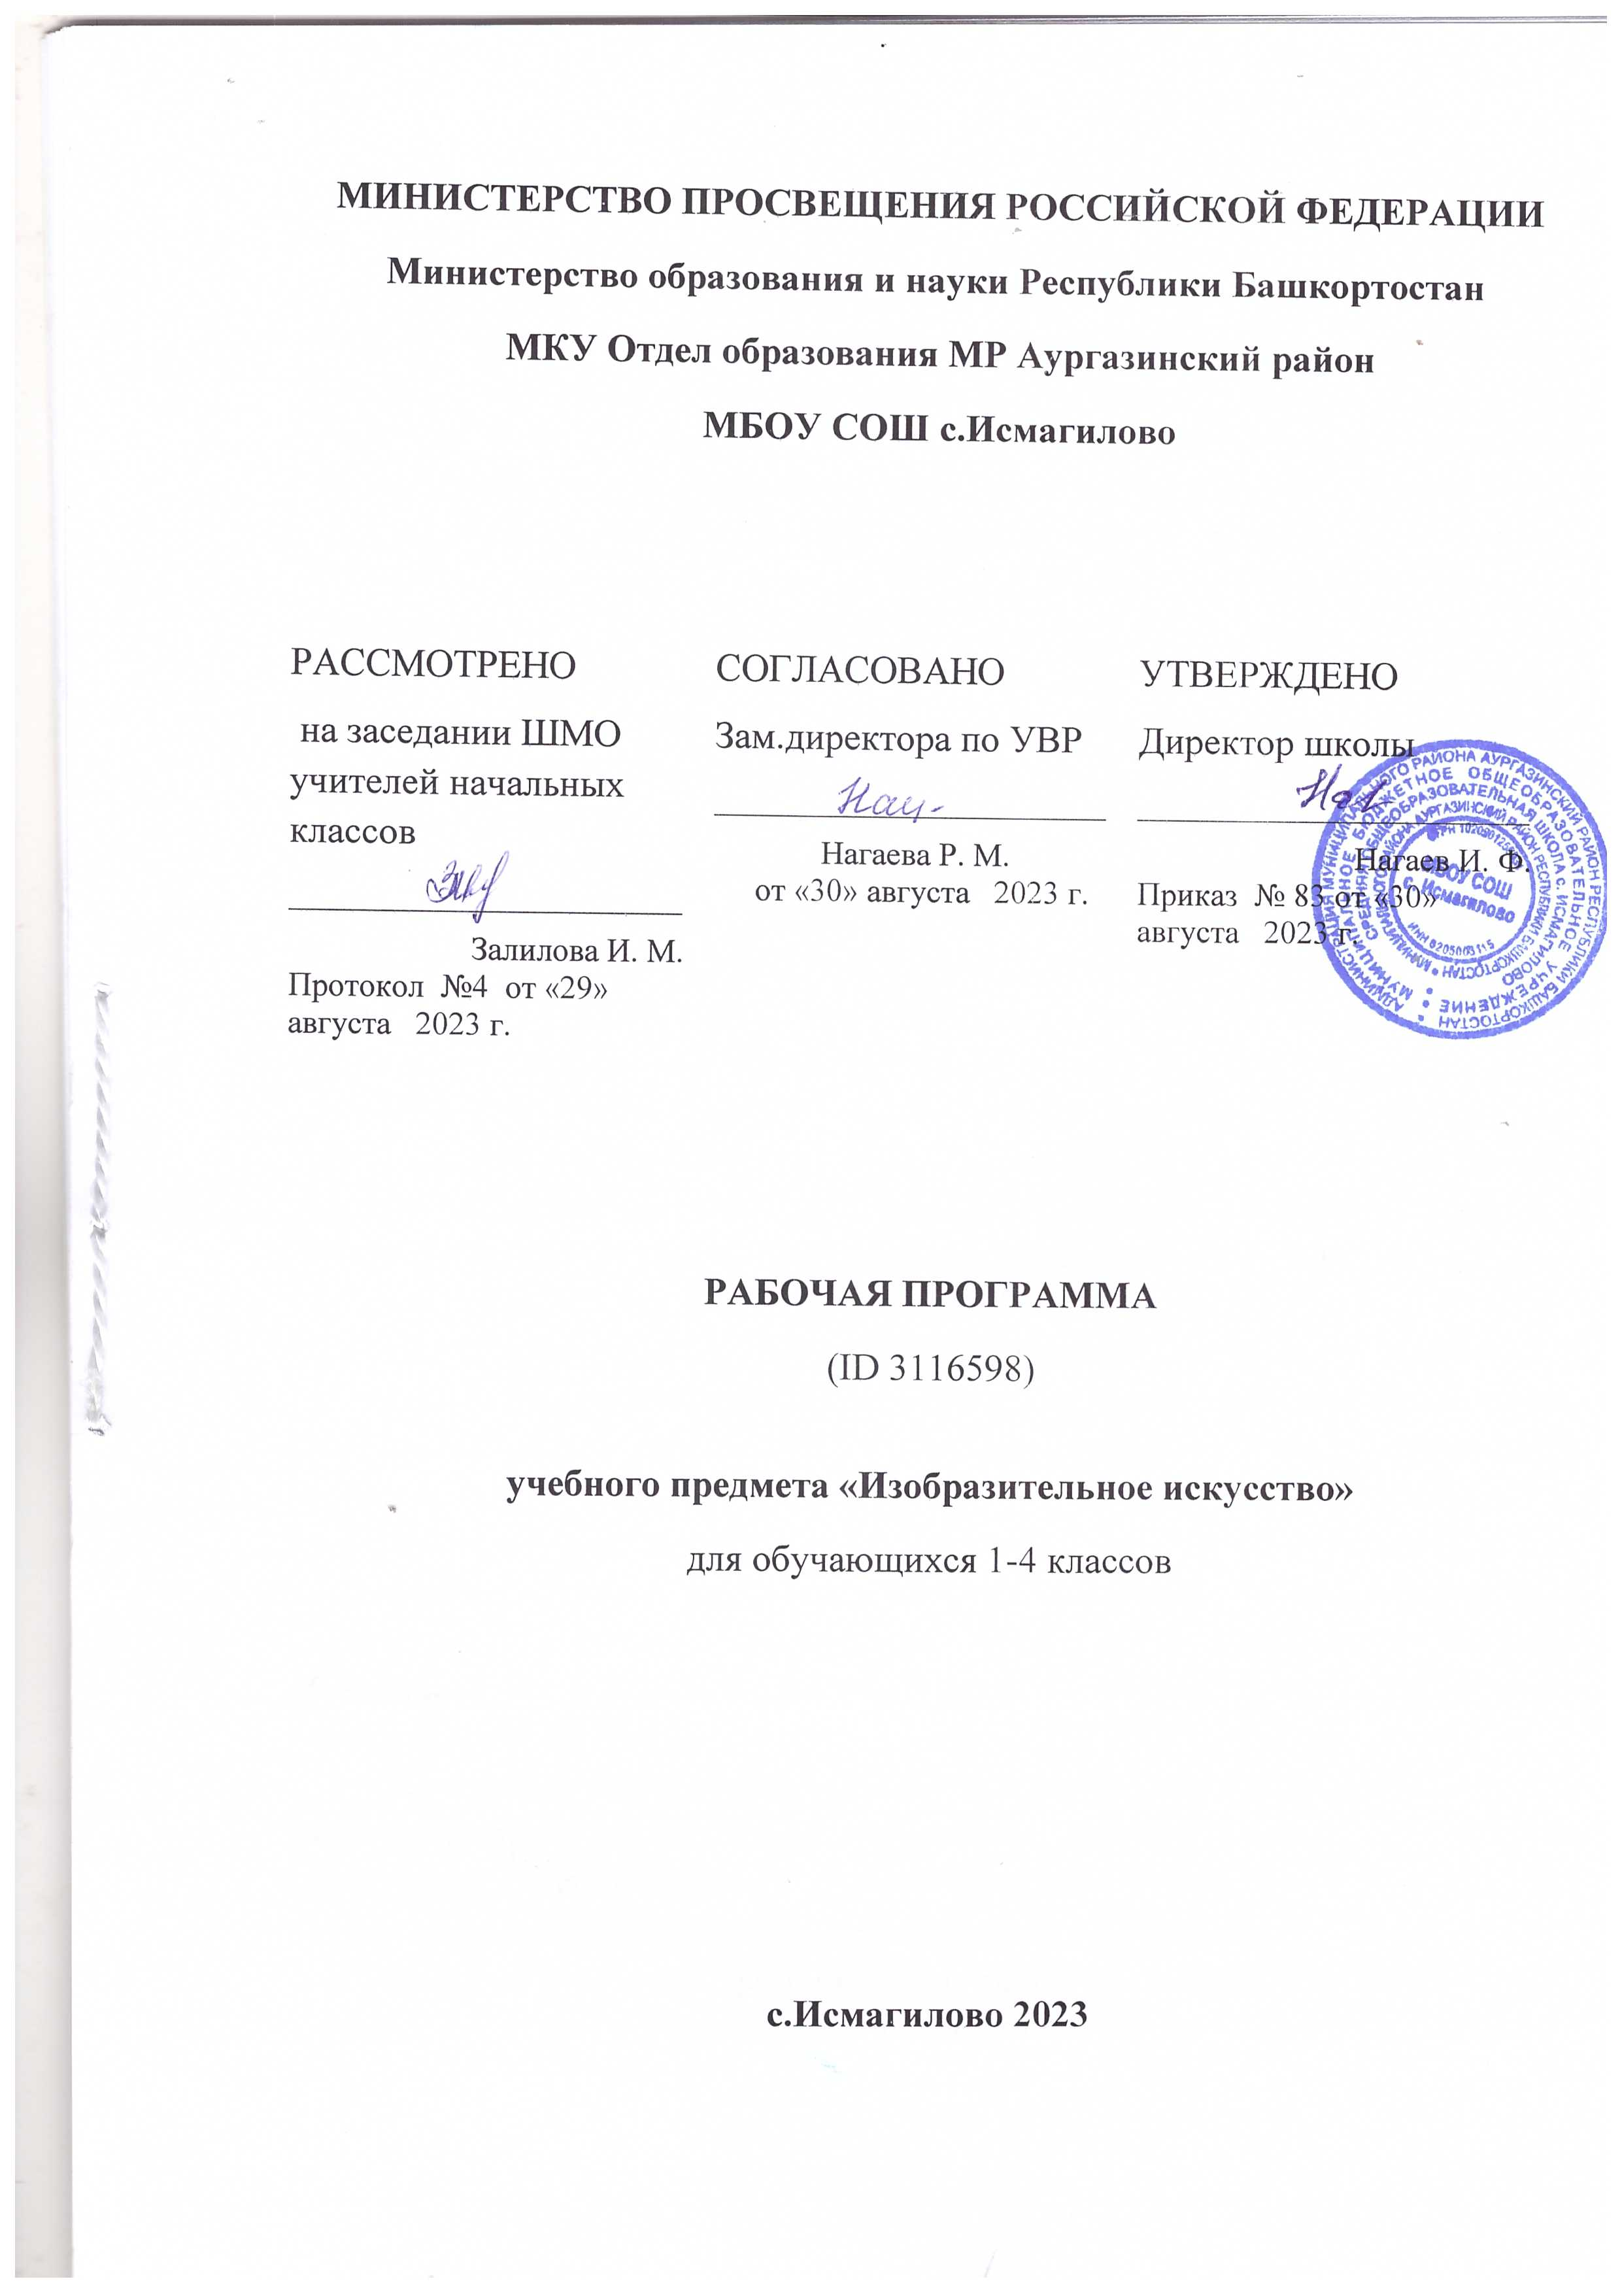 МИНИСТЕРСТВО ПРОСВЕЩЕНИЯ РОССИЙСКОЙ ФЕДЕРАЦИИ
Министерство образования и науки Республики Башкортостан
МКУ Отдел образования МР Аургазинский район
МБОУ СОШ с.Исмагилово
РАССМОТРЕНО
на заседании ШМО
учителей начальных
классов
Залилова И. М.
Протокол №4 от «29»
августа 2023 г.
СОГЛАСОВАНО
Зам.директора по УВР
Нагаева Р. М.
от «30» августа 2023 г.
УТВЕРЖДЕНО
Директор школы
Нагаев И. Ф.
Приказ № 83 от «30»
августа 2023 г.
МБОУ СОШ
с. Исмагилово
РАБОЧАЯ ПРОГРАММА
(ID 3116598)
учебного предмета «Изобразительное искусство»
для обучающихся 1-4 классов
с.Исмагилово 2023